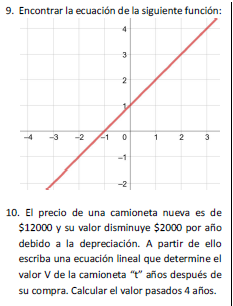 9. Encontrar la ecuación de la siguiente función:
4
3
2
1
-4 -3 -2 -1 0 1 2 3
-1
-2
10. El precio de una camioneta nueva es de
$12000 y su valor disminuye $2000 por año
debido a la depreciación. A partir de ello
escriba una ecuación lineal que determine el
valor V de la camioneta “t” años después de
su compra. Calcular el valor pasados 4 años.